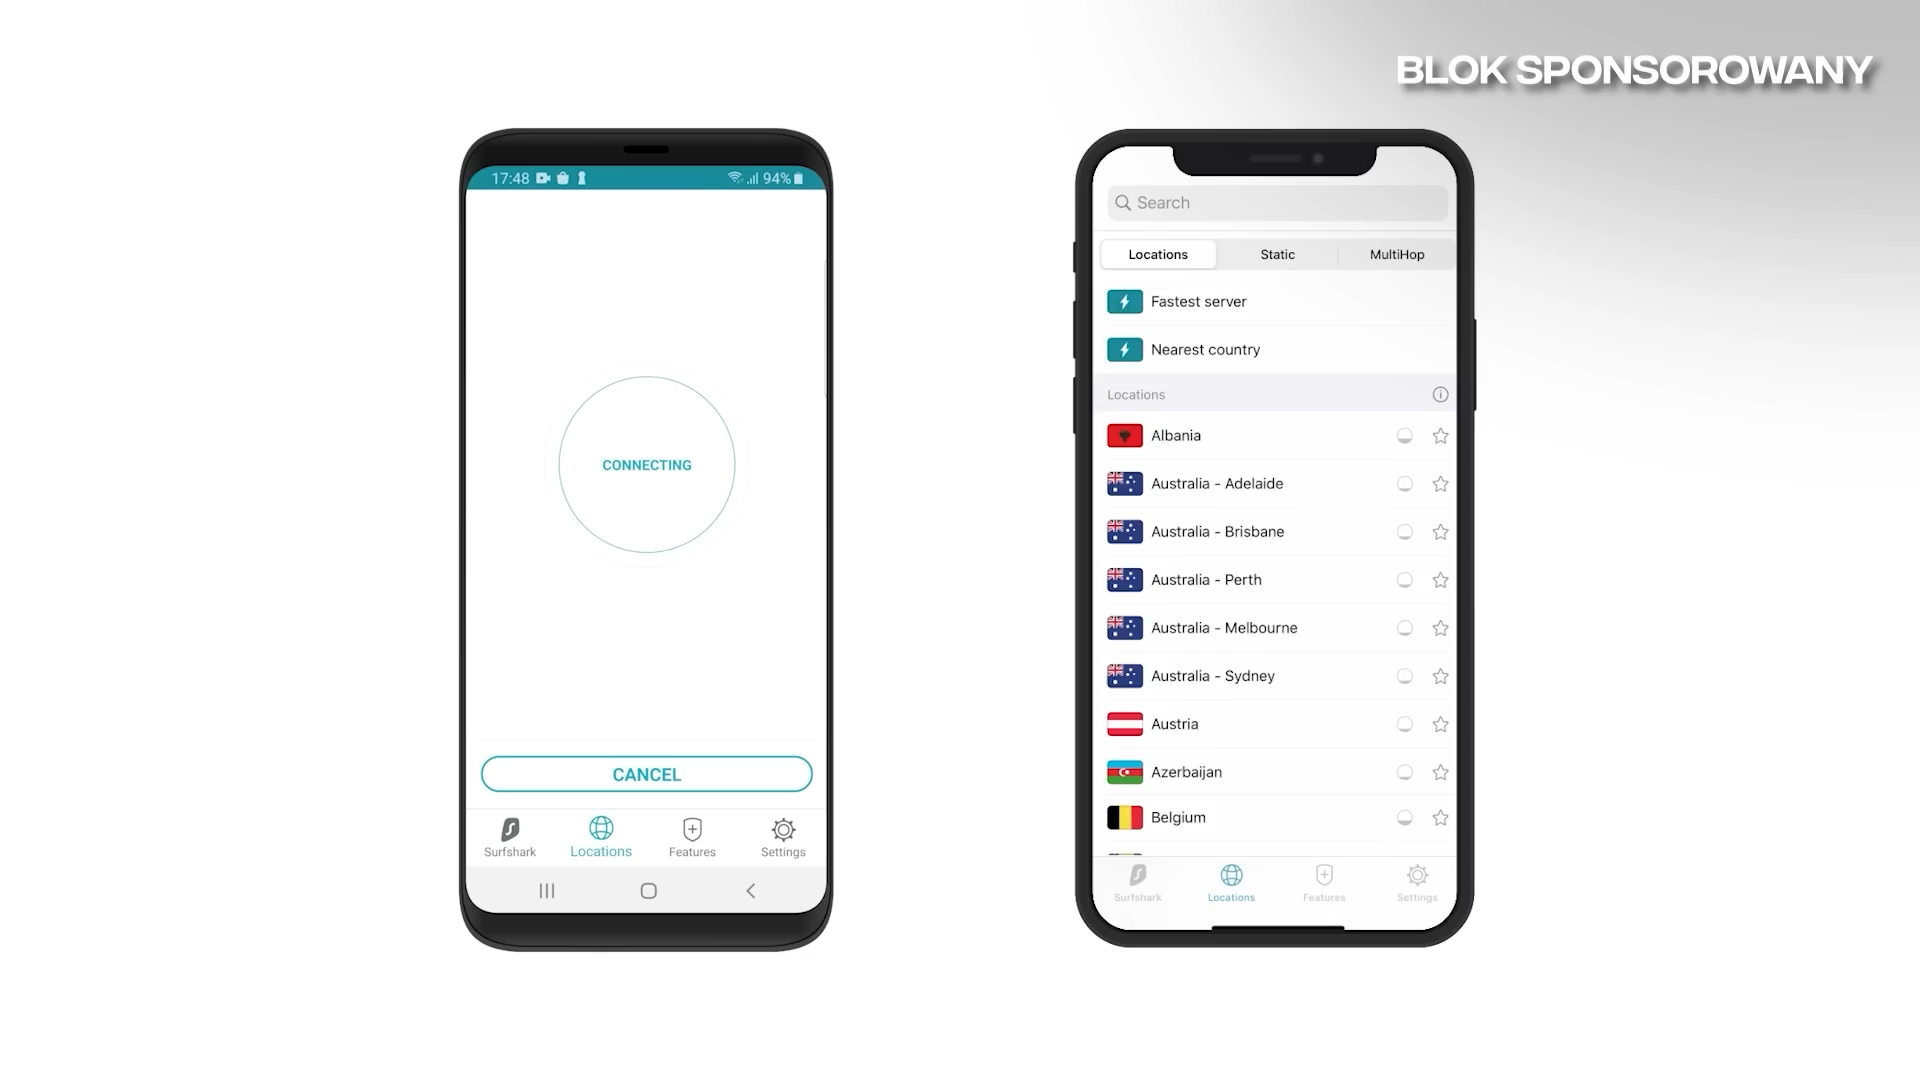 BLOK SPONSOROWANY
17:48 94%
CONNECTING
CANCEL
Surfshark Locations Features Settings
Search
Locations Static MultiHop
Fastest server
Nearest country
Locations
Albania
Australia - Adelaide
Australia - Brisbane
Australia - Perth
Australia - Melbourne
Australia - Sydney
Austria
Azerbaijan
Belgium
Surfshark Locations Features Settings